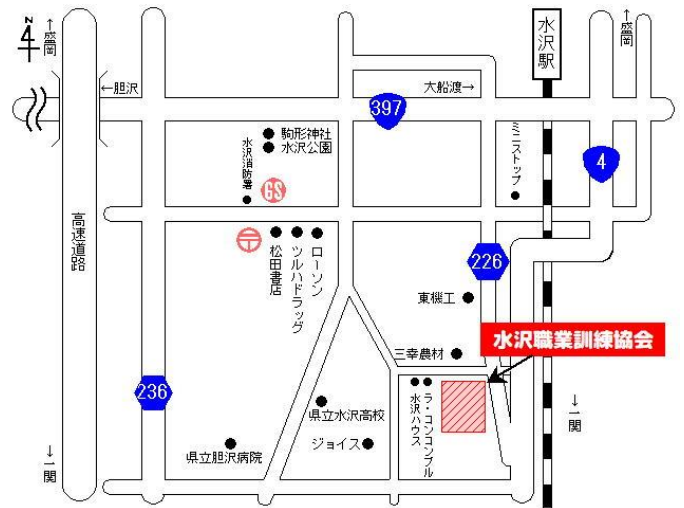 N
4
↑盛岡
水沢駅
↑盛岡
←胆沢
大船渡→
397
4
ミニストップ
駒形神社
水沢公園
水沢消防署
GS
〒
松田書店
ツルハドラッグ
ローソン
高速道路
226
東機工
水沢職業訓練協会
三幸農材
236
ラ・コンコンブル
水沢ハウス
県立水沢高校
ジョイス
県立胆沢病院
↓一関
↓一関